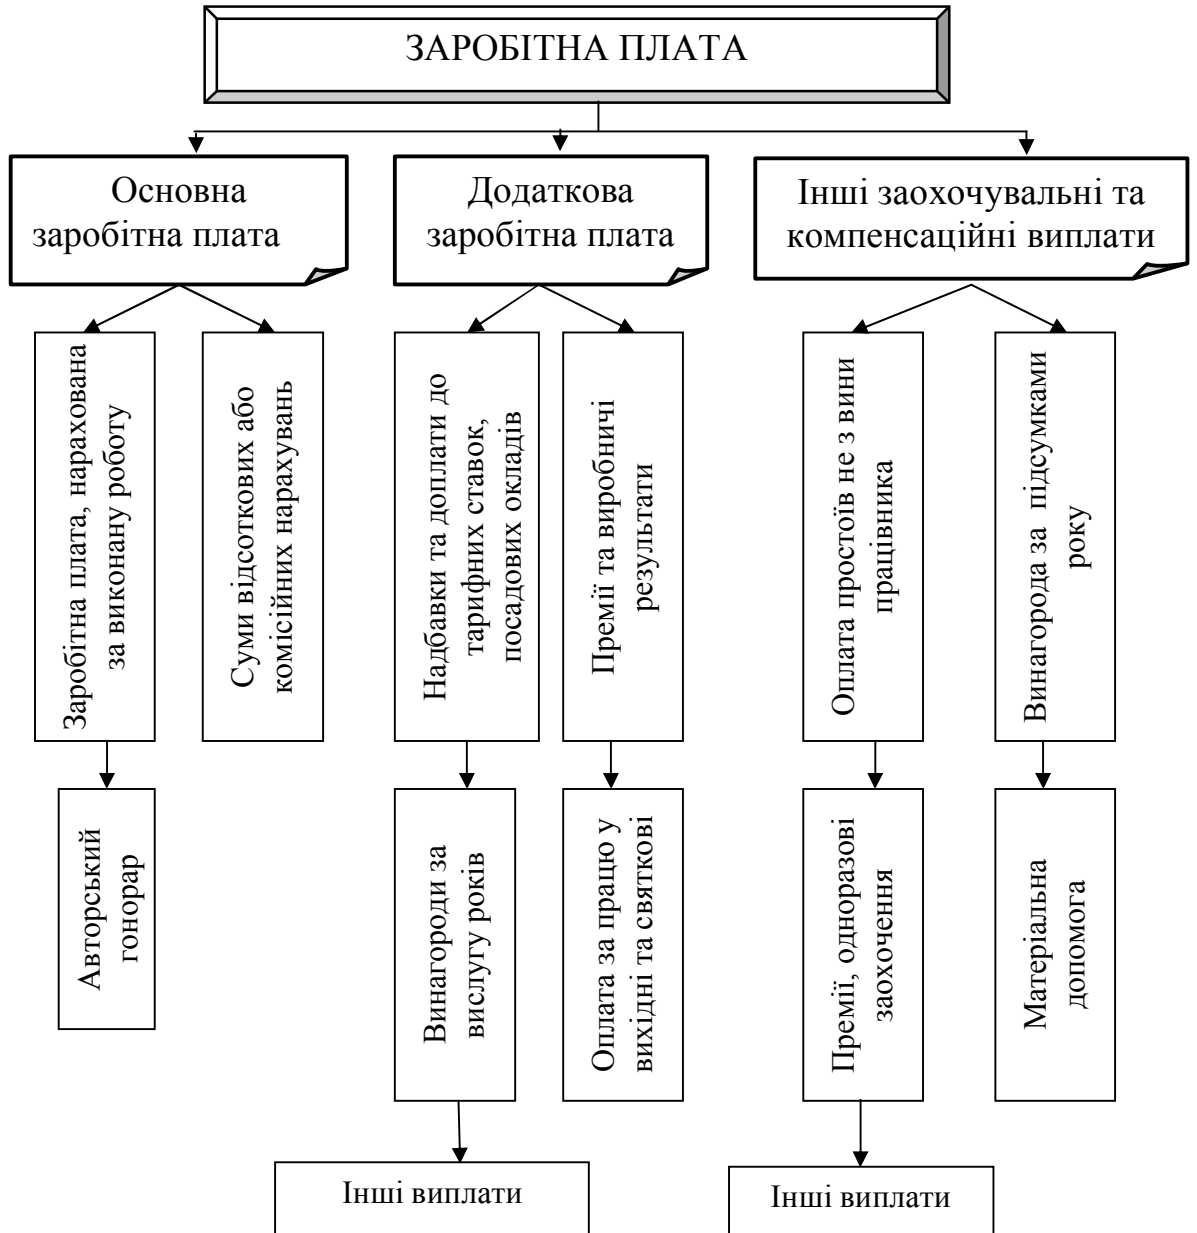 ЗАРОБІТНА ПЛАТА
Основна
заробітна плата
Додаткова
заробітна плата
Інші заохочувальні та
компенсаційні виплати
Заробітна плата, нарахована
за виконану роботу
Суми відсоткових або
комісійних нарахувань
Надбавки та доплати до
тарифних ставок,
посадових окладів
Премії та виробничі
результати
Оплата простоїв не з вини
працівника
Винагорода за підсумками
року
Авторський
гонорар
Винагороди за
вислугу років
Оплата за працю у
вихідні та святкові
Премії, одноразові
заохочення
Матеріальна
допомога
Інші виплати
Інші виплати